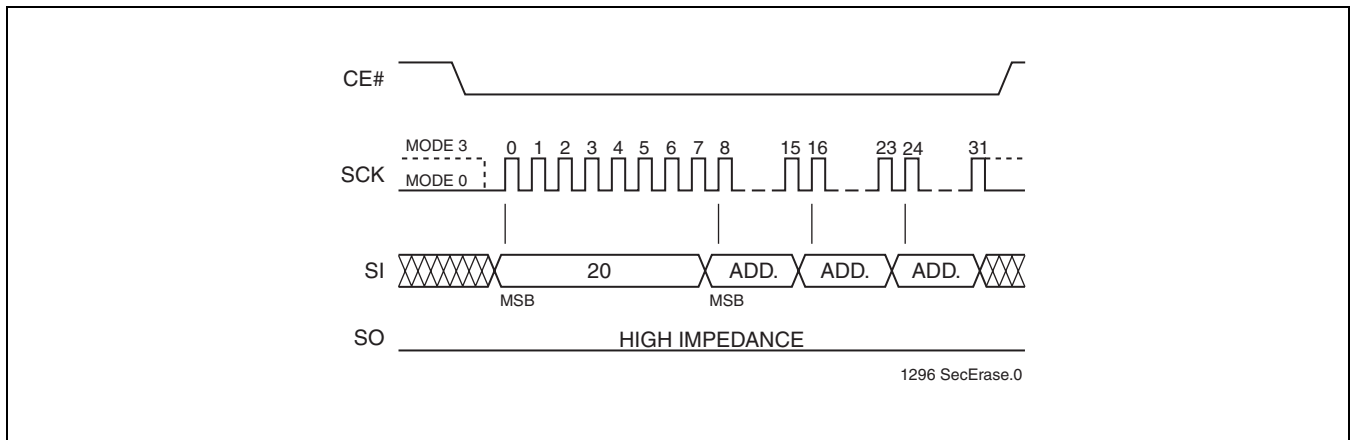 CE#
MODE 3
0 1 2 3 4 5 6 7 8 15 16 23 24 31
SCK
MODE 0
SI
20 ADD. ADD. ADD.
MSB MSB
SO
HIGH IMPEDANCE
1296 SecErase.0